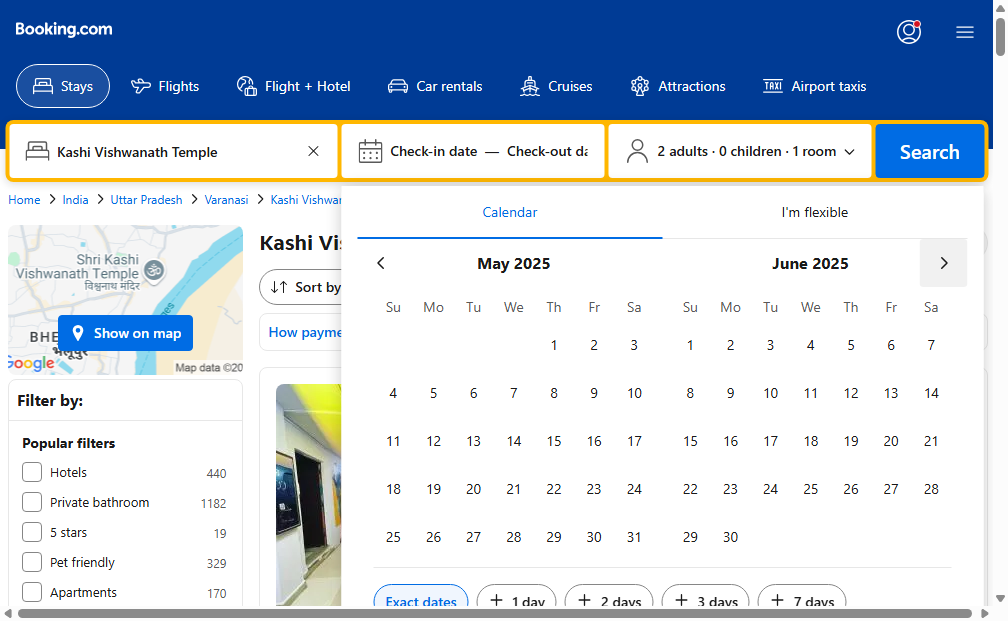 Booking.com
Stays
Flights
Flight + Hotel
Car rentals
Cruises
Attractions
TAXI
Airport taxis
Kashi Vishwanath Temple
Check-in date — Check-out da
2 adults · 0 children · 1 room
Search
Home > India > Uttar Pradesh > Varanasi > Kashi Vishwan
Shri Kashi
Vishwanath Temple
विश्वनाथ मंदिर
BHE
भेलूपुर
Show on map
Google
Map data ©20
Kashi Vi
Sort by
How payme
Filter by:
Popular filters
Hotels 440
Private bathroom 1182
5 stars 19
Pet friendly 329
Apartments 170
Calendar
I'm flexible
May 2025
Su Mo Tu We Th Fr Sa
1 2 3
4 5 6 7 8 9 10
11 12 13 14 15 16 17
18 19 20 21 22 23 24
25 26 27 28 29 30 31
June 2025
Su Mo Tu We Th Fr Sa
1 2 3 4 5 6 7
8 9 10 11 12 13 14
15 16 17 18 19 20 21
22 23 24 25 26 27 28
29 30
Exact dates
+ 1 day
+ 2 days
+ 3 days
+ 7 days